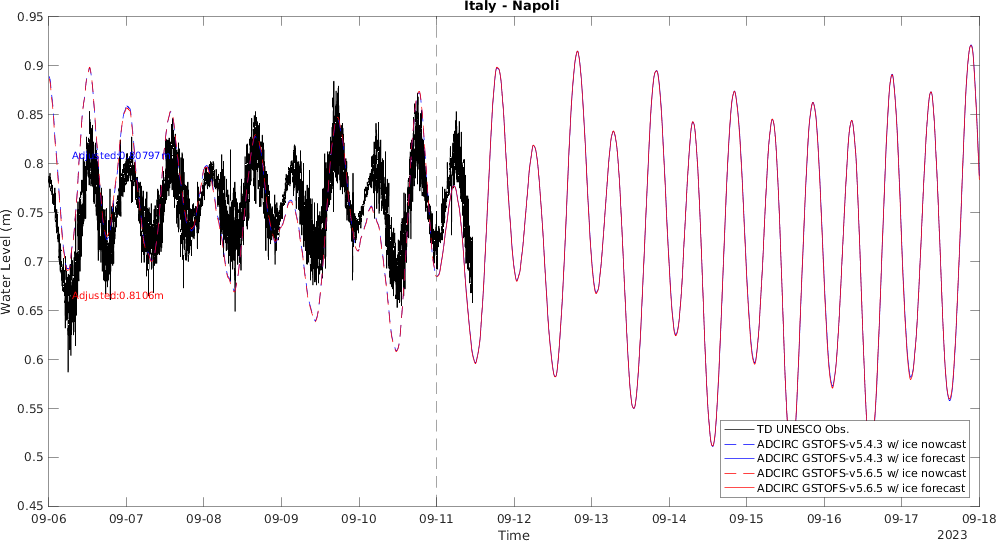 Italy - Napoli
0.95
0.9
0.85
0.8
0.75
0.7
0.65
0.6
0.55
0.5
0.45
Water Level (m)
Adjusted:0.80797m
Adjusted:0.8106m
TD UNESCO Obs.
ADCIRC GSTOFS-v5.4.3 w/ ice nowcast
ADCIRC GSTOFS-v5.4.3 w/ ice forecast
ADCIRC GSTOFS-v5.6.5 w/ ice nowcast
ADCIRC GSTOFS-v5.6.5 w/ ice forecast
09-06 09-07 09-08 09-09 09-10 09-11 09-12 09-13 09-14 09-15 09-16 09-17 09-18
Time
2023